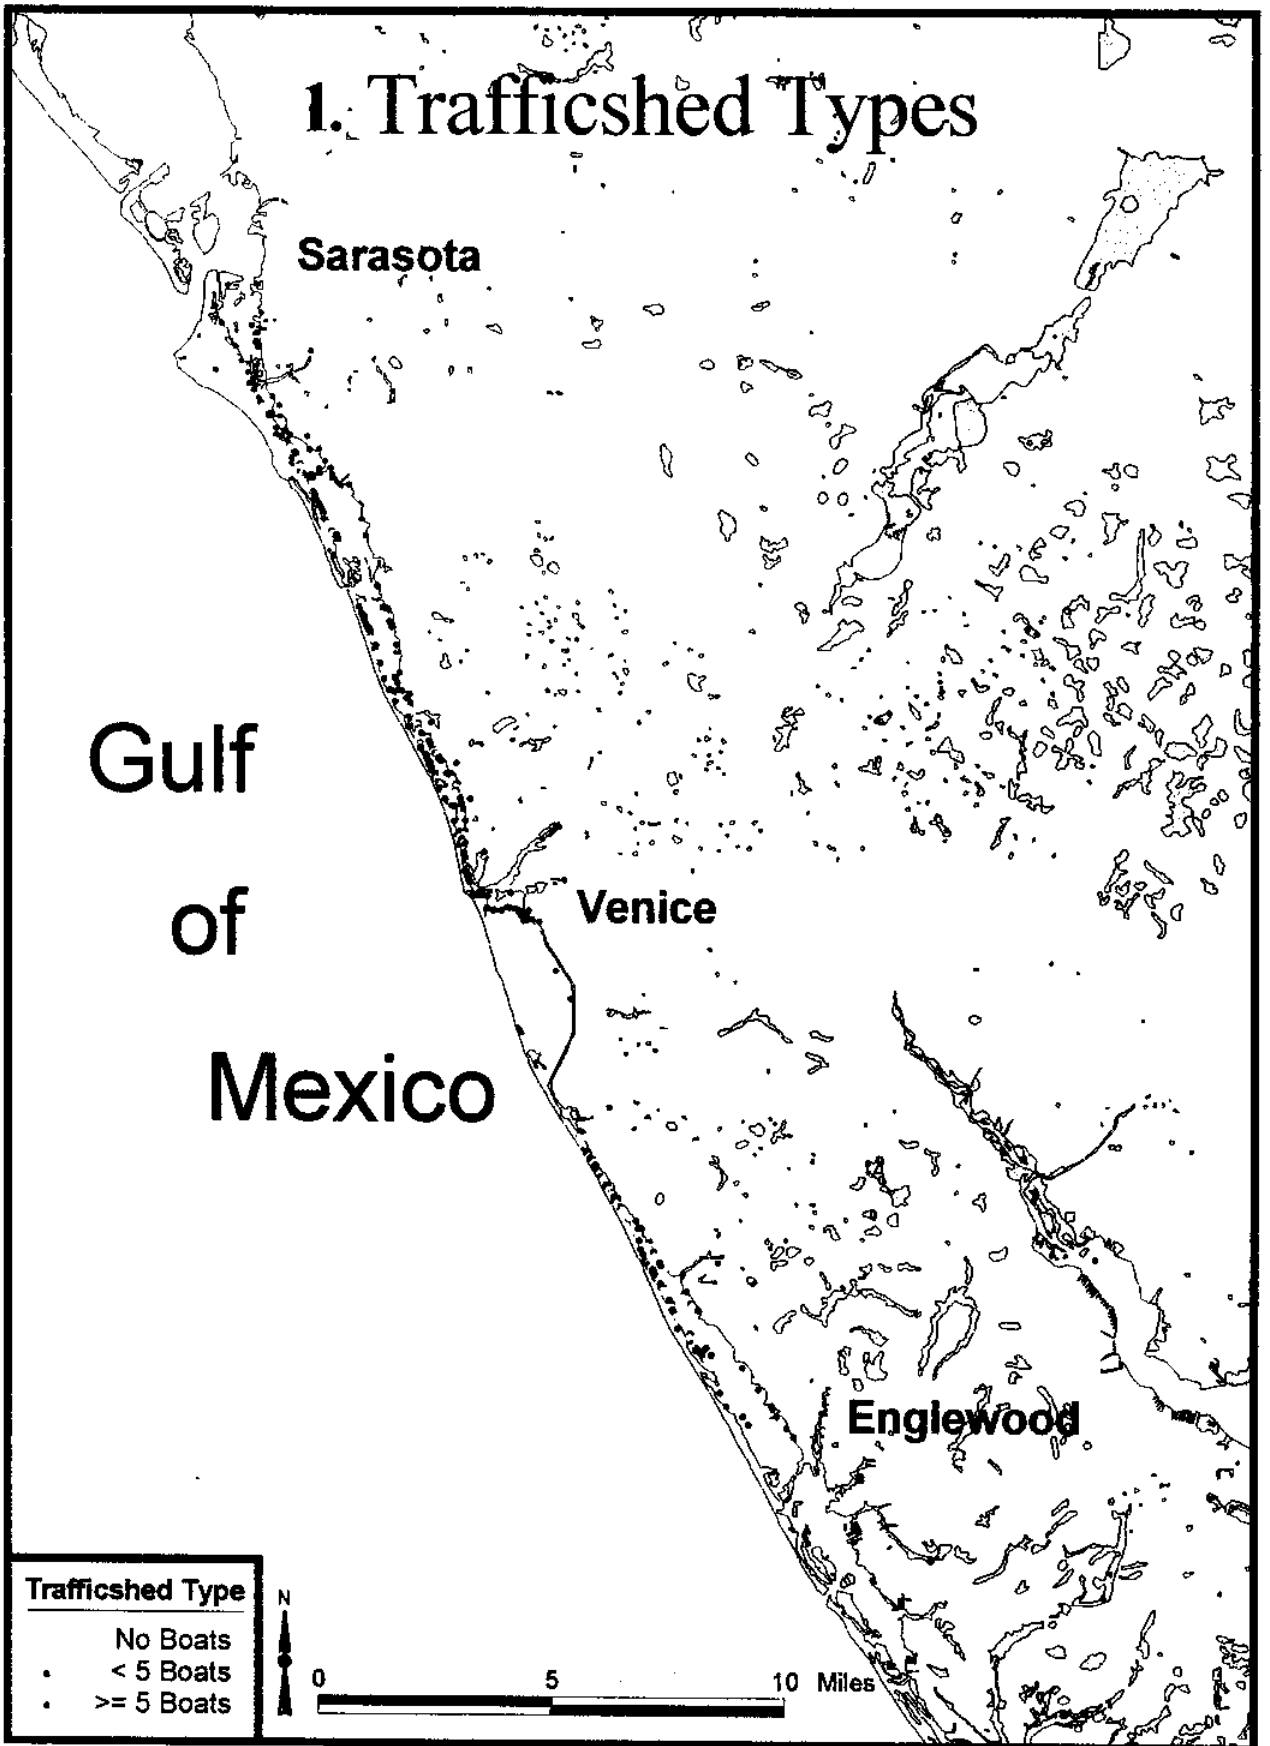 1. Trafficshed Types
Sarasota
Gulf
of
Mexico
Venice
Englewood
Trafficshed Type
No Boats
< 5 Boats
>= 5 Boats
N
0 5 10 Miles